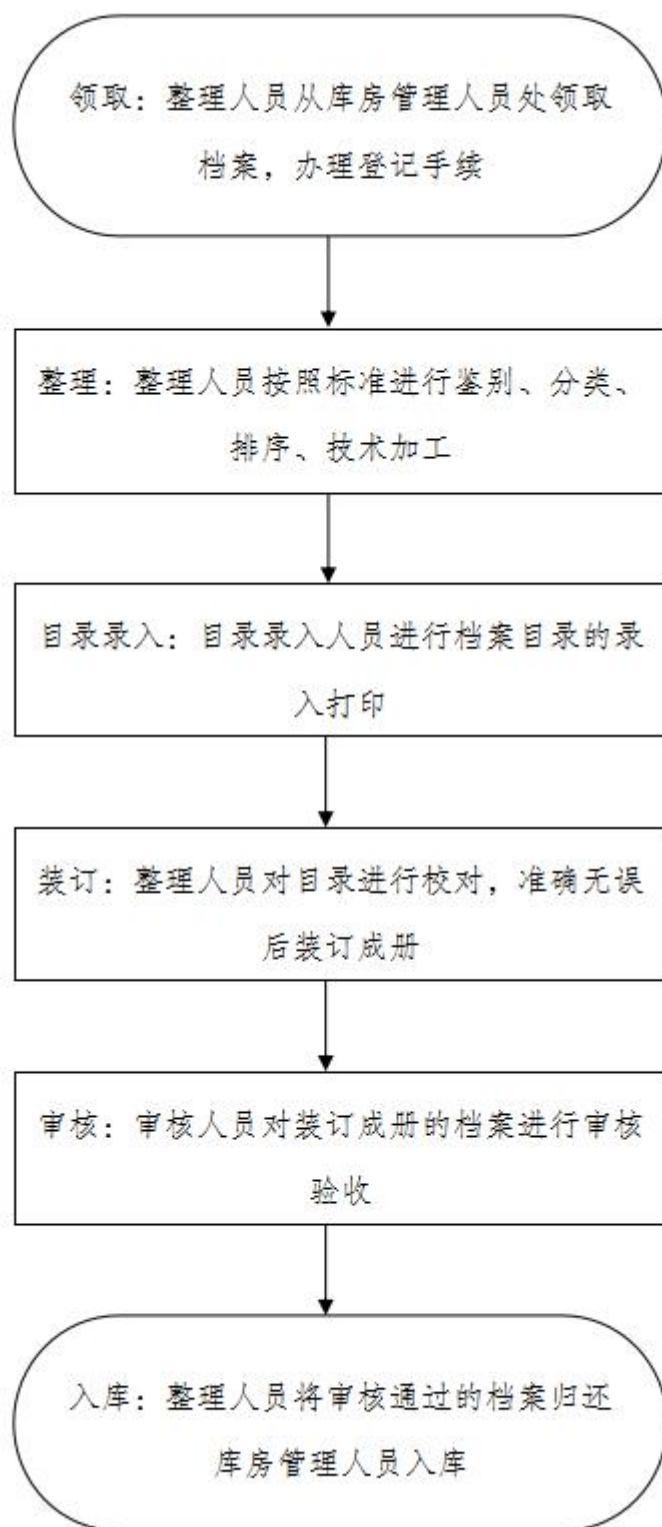 领取：整理人员从库房管理人员处领取
档案，办理登记手续
整理：整理人员按照标准进行鉴别、分类、
排序、技术加工
目录录入：目录录入人员进行档案目录的录
入打印
装订：整理人员对目录进行校对，准确无误
后装订成册
审核：审核人员对装订成册的档案进行审核
验收
入库：整理人员将审核通过的档案归还
库房管理人员入库